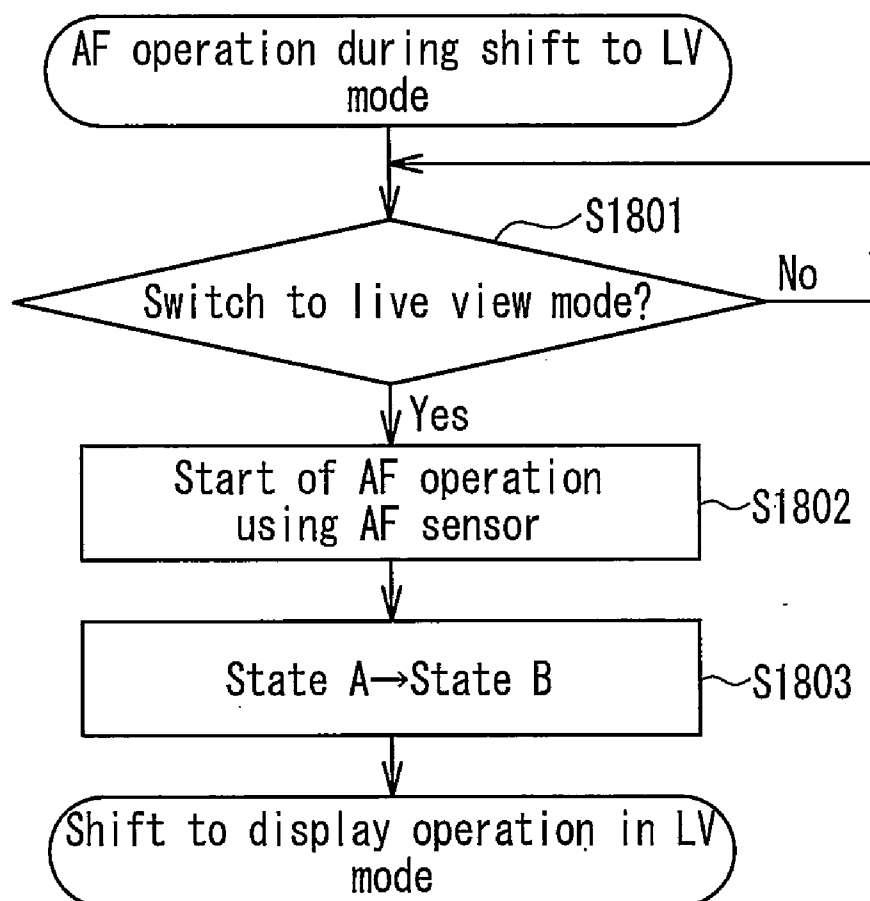 AF operation during shift to LV
mode
S1801
Switch to live view mode?
No
Yes
Start of AF operation
using AF sensor
S1802
State A→State B
S1803
Shift to display operation in LV
mode